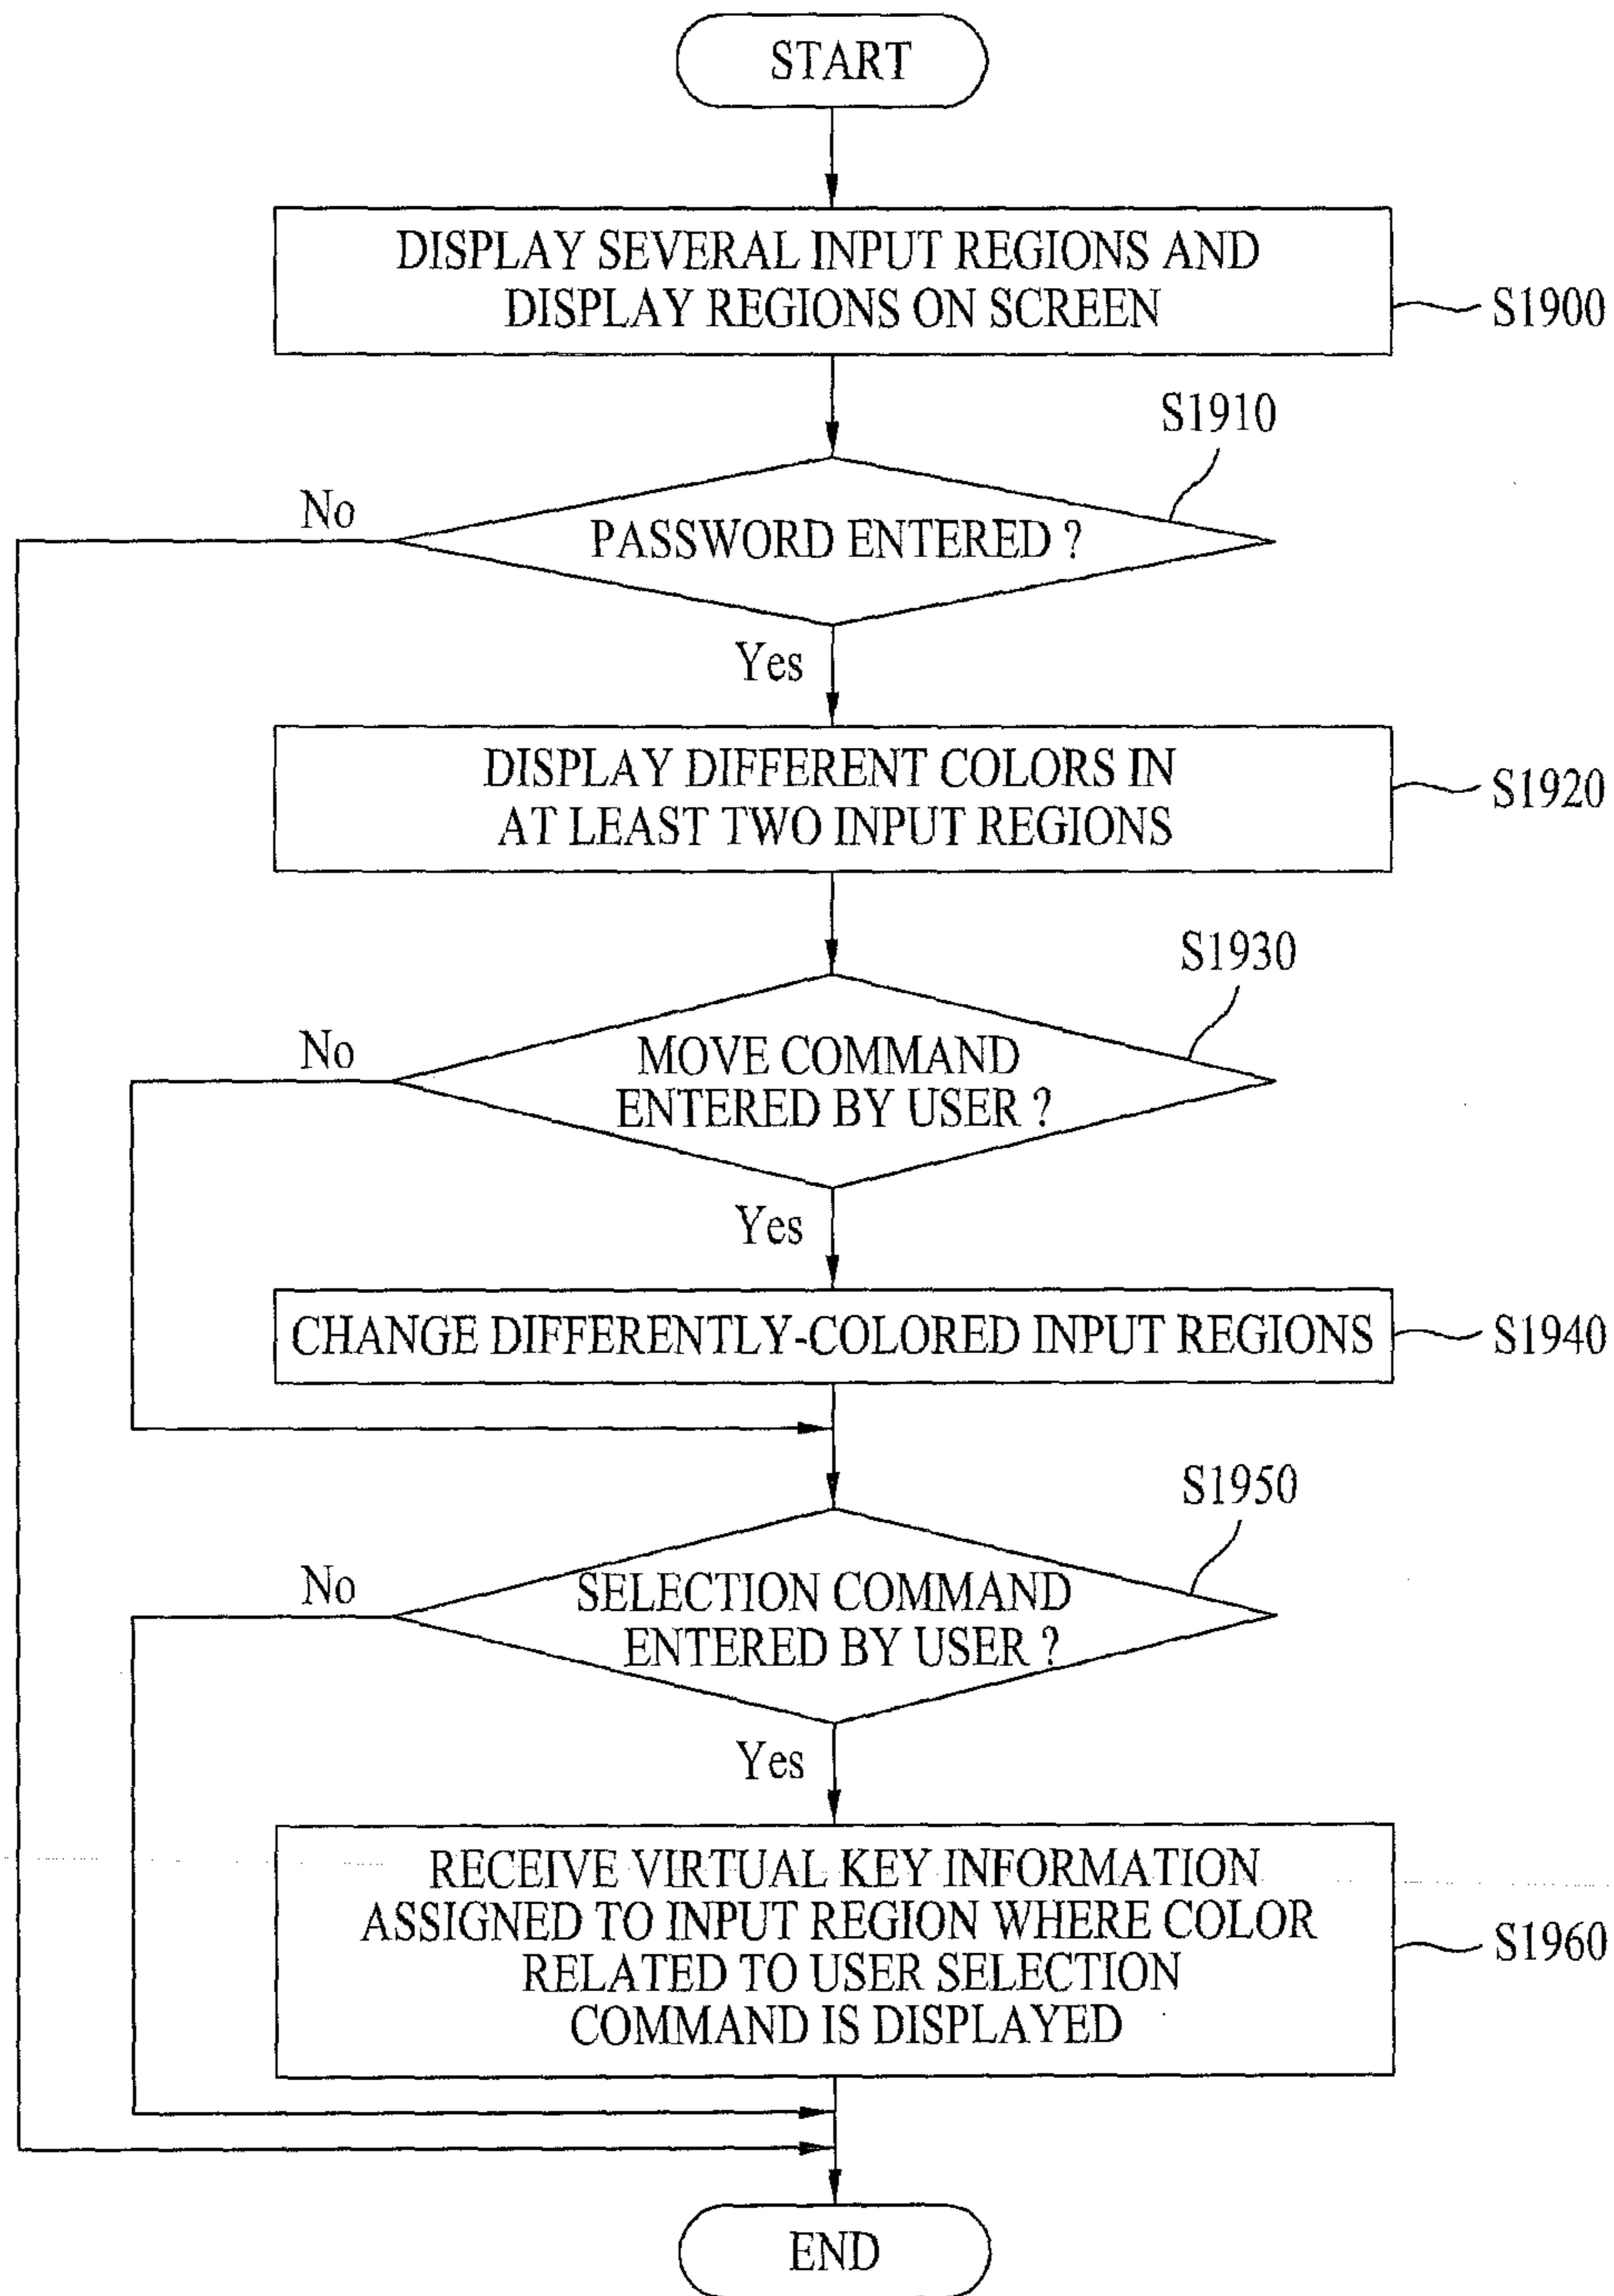 START
DISPLAY SEVERAL INPUT REGIONS AND
DISPLAY REGIONS ON SCREEN
S1900
S1910
No
PASSWORD ENTERED ?
Yes
DISPLAY DIFFERENT COLORS IN
AT LEAST TWO INPUT REGIONS
S1920
S1930
No
MOVE COMMAND
ENTERED BY USER ?
Yes
CHANGE DIFFERENTLY-COLORED INPUT REGIONS
S1940
S1950
No
SELECTION COMMAND
ENTERED BY USER ?
Yes
RECEIVE VIRTUAL KEY INFORMATION
ASSIGNED TO INPUT REGION WHERE COLOR
RELATED TO USER SELECTION
COMMAND IS DISPLAYED
S1960
END